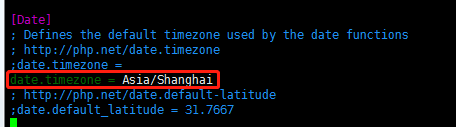 [Date]
; Defines the default timezone used by the date functions
; http://php.net/date.timezone
;date.timezone =
date.timezone = Asia/Shanghai
; http://php.net/date.default-latitude
;date.default_latitude = 31.7667